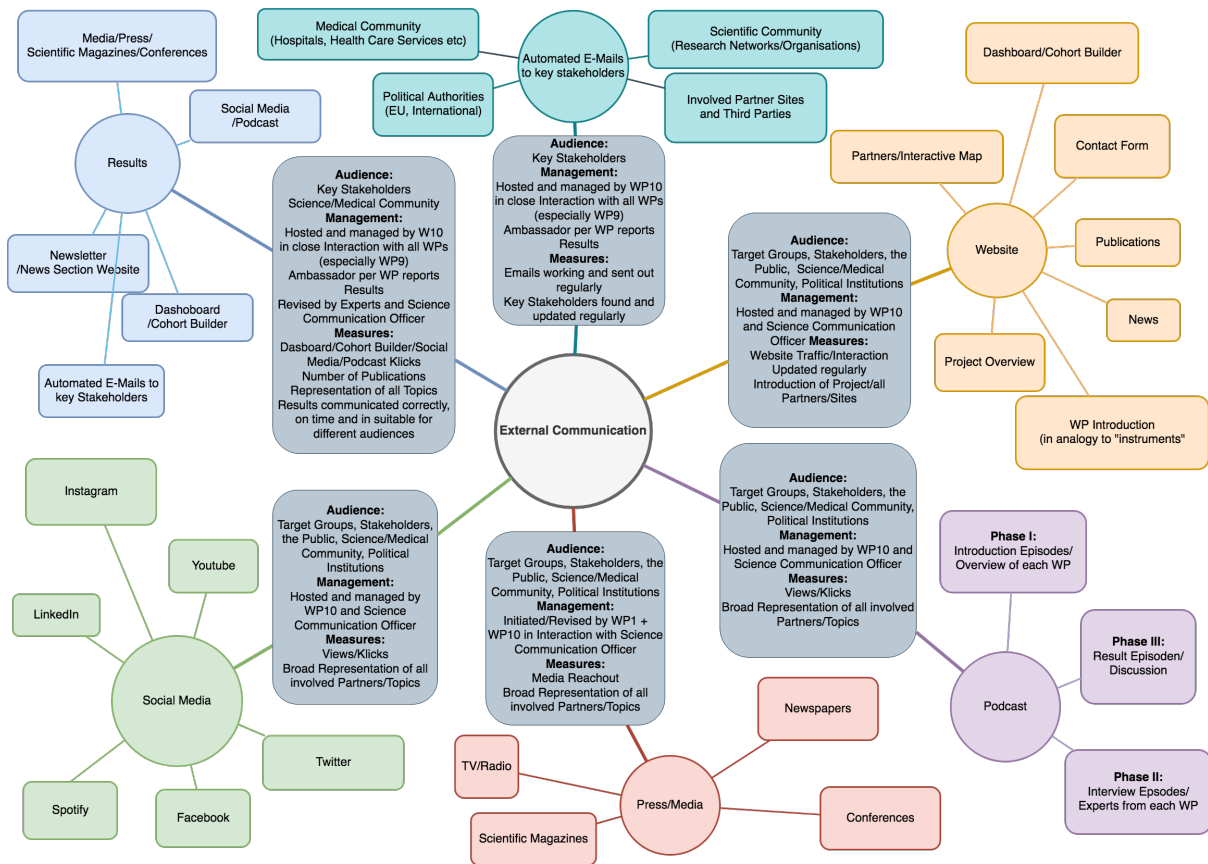 Media/Press/
Scientific Magazines/Conferences
Social Media
/Podcast
Results
Newsletter
/News Section Website
Dashoboard
/Cohort Builder
Automated E-Mails to
key Stakeholders
Audience:
Key Stakeholders
Science/Medical Community
Management:
Hosted and managed by W10
in close Interaction with all WPs
(especially WP9)
Ambassador per WP reports
Results
Revised by Experts and Science
Communication Officer
Measures:
Dasboard/Cohort Builder/Social
Media/Podcast Klicks
Number of Publications
Representation of all Topics
Results communicated correctly,
on time and in suitable for
different audiences
Medical Community
(Hospitals, Health Care Services etc)
Automated E-Mails
to key stakeholders
Scientific Community
(Research Networks/Organisations)
Political Authorities
(EU, International)
Involved Partner Sites
and Third Parties
Audience:
Key Stakeholders
Management:
Hosted and managed by WP10
in close Interaction with all WPs
(especially WP9)
Ambassador per WP reports
Results
Measures:
Emails working and sent out
regularly
Key Stakeholders found and
updated regularly
Dashboard/Cohort Builder
Partners/Interactive Map
Contact Form
Website
Publications
News
Project Overview
WP Introduction
(in analogy to "instruments"
Audience:
Target Groups, Stakeholders, the
Public,  Science/Medical
Community, Political Institutions
Management:
Hosted and managed by WP10
and Science Communication
Officer Measures:
Website Traffic/Interaction
Updated regularly
Introduction of Project/all
Partners/Sites
External Communication
Audience:
Target Groups, Stakeholders, the
Public, Science/Medical Community,
Political Institutions
Management:
Hosted and managed by WP10 and
Science Communication Officer
Measures:
Views/Klicks
Broad Representation of all involved
Partners/Topics
Phase I:
Introduction Episodes/
Overview of each WP
Phase III:
Result Episoden/
Discussion
Podcast
Phase II:
Interview Epsodes/
Experts from each WP
Instagram
Youtube
LinkedIn
Social Media
Twitter
Spotify
Facebook
Audience:
Target Groups, Stakeholders,
the Public, Science/Medical
Community, Political
Institutions
Management:
Hosted and managed by
WP10 and Science
Communication Officer
Measures:
Views/Klicks
Broad Representation of all
involved Partners/Topics
Audience:
Target Groups, Stakeholders, the
Public, Science/Medical
Community, Political Institutions
Management:
Initiated/Revised by WP1 +
WP10 in Interaction with Science
Communication Officer
Measures:
Media Reachout
Broad Representation of all
involved Partners/Topics
Newspapers
TV/Radio
Press/Media
Conferences
Scientific Magazines